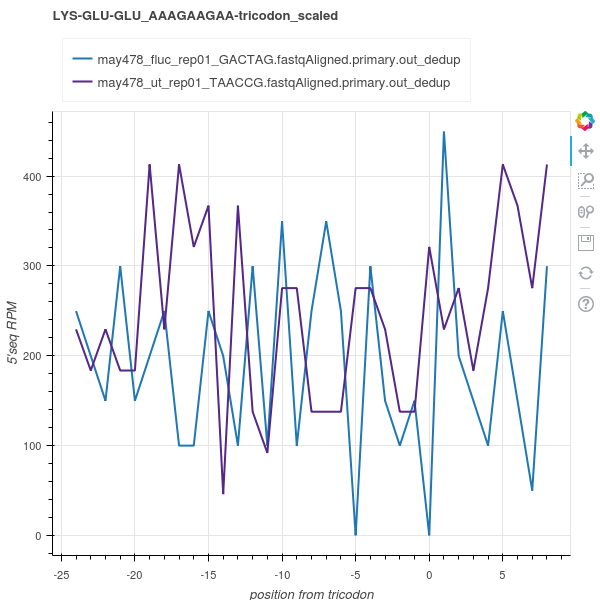 LYS-GLU-GLU_AAAGAAGAA-tricodon_scaled
may478_fluc_rep01_GACTAG.fastqAligned.primary.out_dedup
may478_ut_rep01_TAACCG.fastqAligned.primary.out_dedup
5'seq RPM
400
300
200
100
0
-25 -20 -15 -10 -5 0 5
position from tricodon